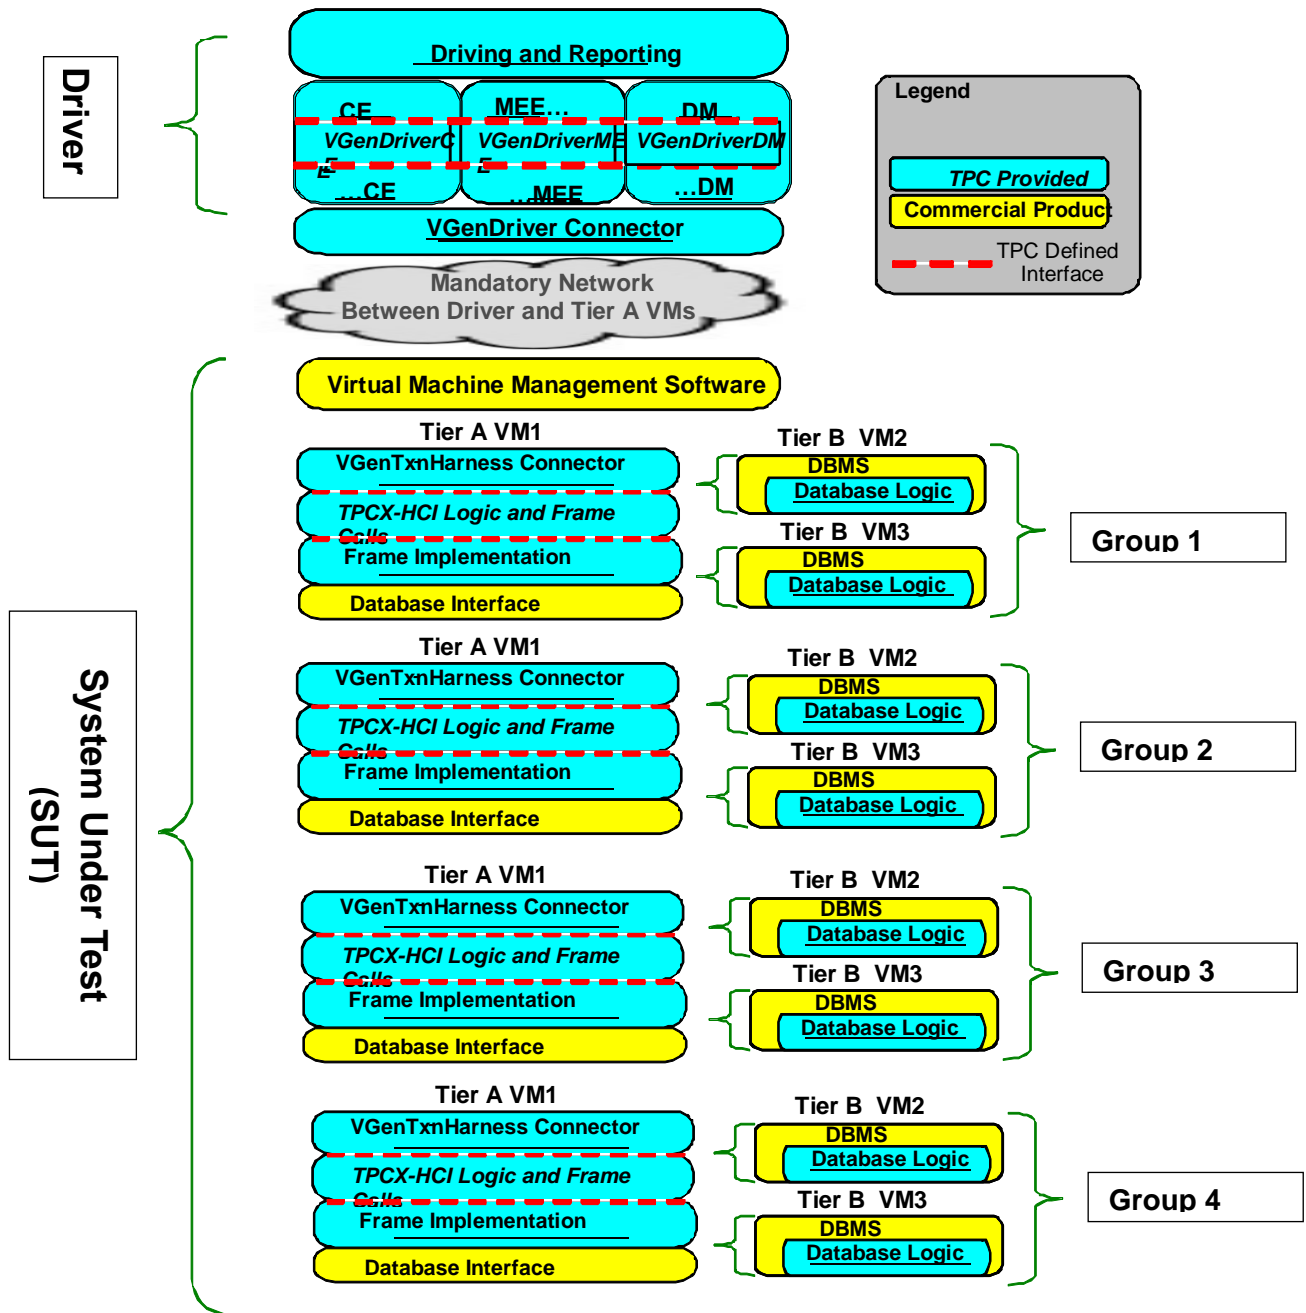 Driver
Driving and Reporting
CE
MEE…
DM
VGenDriverC
E
VGenDriverME
E
VGenDriverDM
…CE
…MEE
…DM
VGenDriver Connector
Mandatory Network
Between Driver and Tier A VMs
Legend
TPC Provided
Commercial Product
TPC Defined
Interface
System Under Test
(SUT)
Virtual Machine Management Software
Tier A VM1
VGenTxnHarness Connector
TPCX-HCI Logic and Frame
Calls
Frame Implementation
Database Interface
Tier B VM2
DBMS
Database Logic
Tier B VM3
DBMS
Database Logic
Group 1
Tier A VM1
VGenTxnHarness Connector
TPCX-HCI Logic and Frame
Calls
Frame Implementation
Database Interface
Tier B VM2
DBMS
Database Logic
Tier B VM3
DBMS
Database Logic
Group 2
Tier A VM1
VGenTxnHarness Connector
TPCX-HCI Logic and Frame
Calls
Frame Implementation
Database Interface
Tier B VM2
DBMS
Database Logic
Tier B VM3
DBMS
Database Logic
Group 3
Tier A VM1
VGenTxnHarness Connector
TPCX-HCI Logic and Frame
Calls
Frame Implementation
Database Interface
Tier B VM2
DBMS
Database Logic
Tier B VM3
DBMS
Database Logic
Group 4